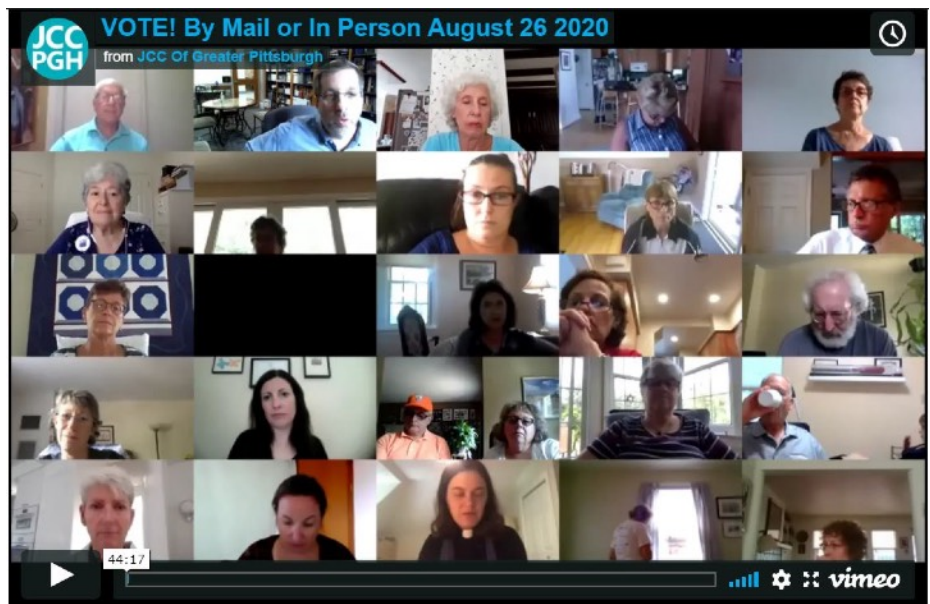 JCC
PGH
VOTE! By Mail or In Person August 26 2020
from JCC Of Greater Pittsburgh
44:17
vimeo